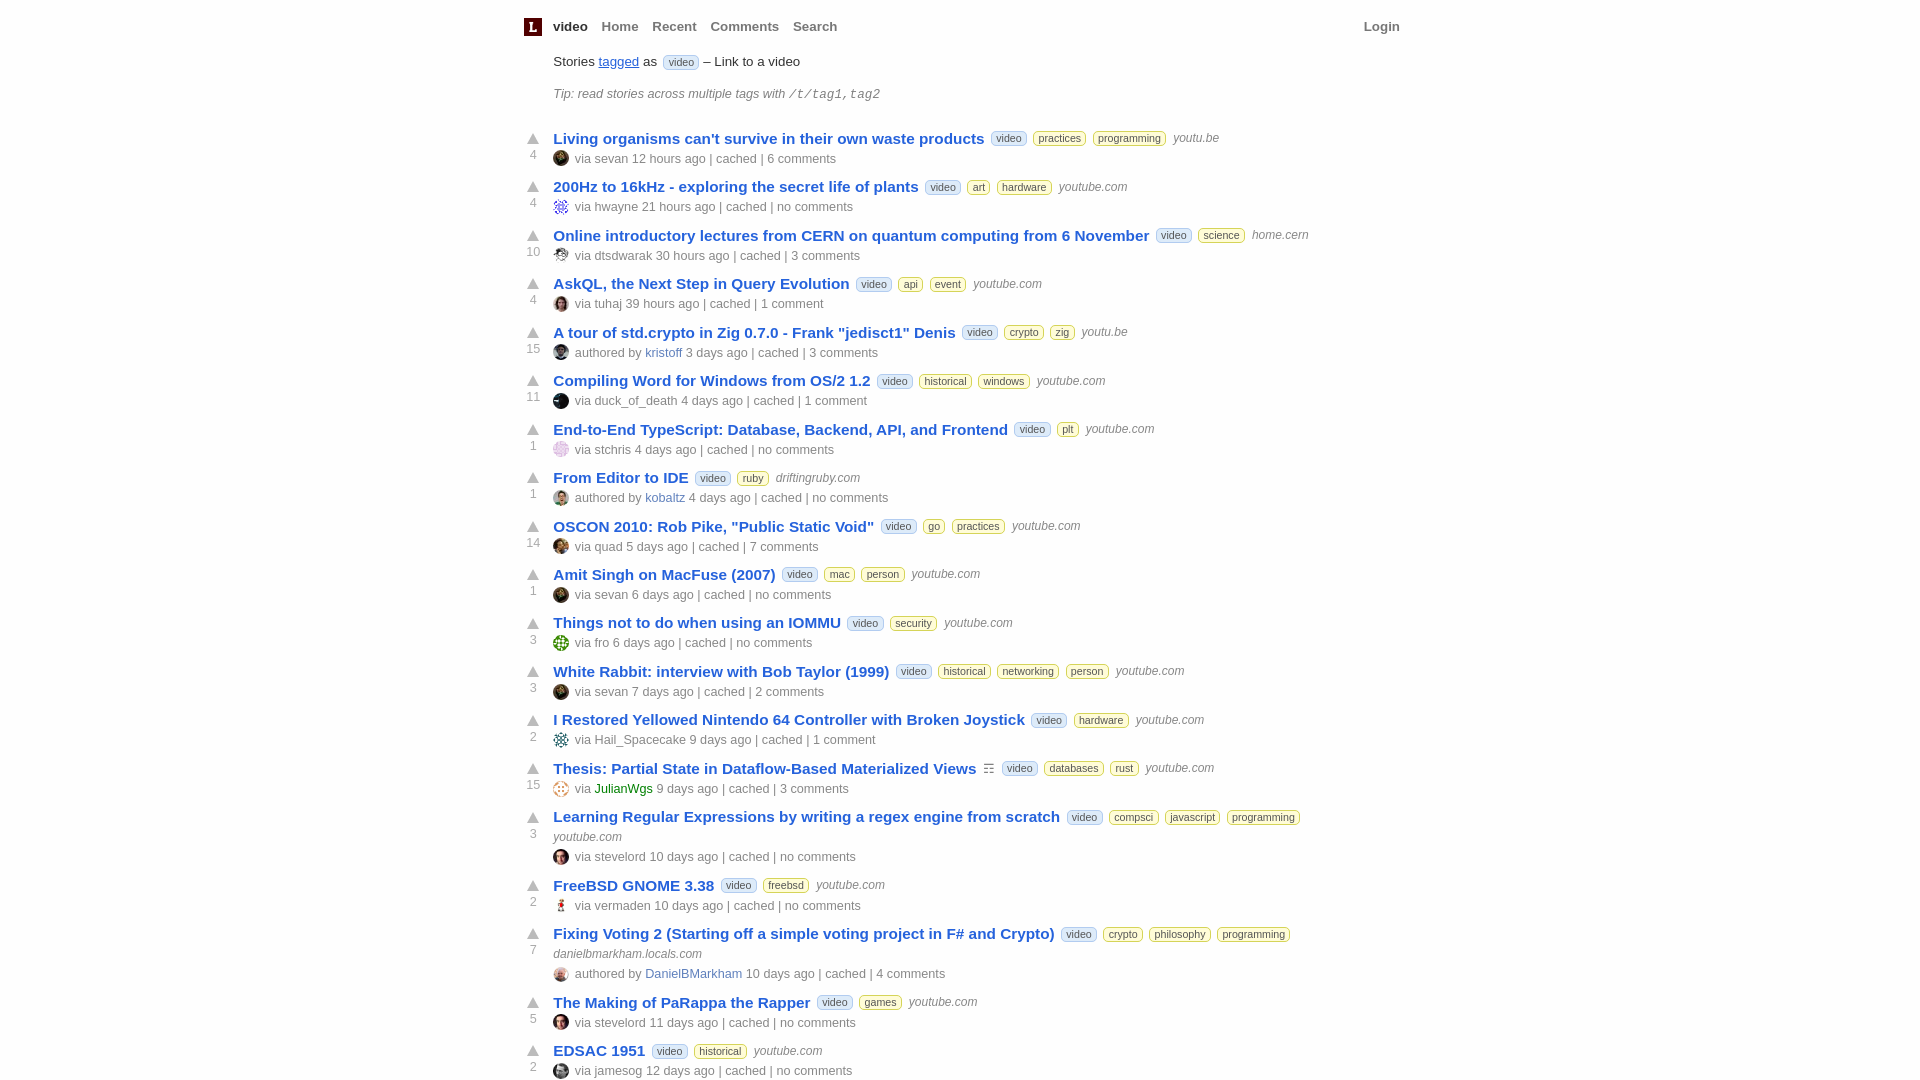 L video Home Recent Comments Search Login
Stories tagged as video – Link to a video
Tip: read stories across multiple tags with /t/tag1,tag2
Living organisms can't survive in their own waste products video practices programming youtu.be
4 via sevan 12 hours ago | cached | 6 comments
200Hz to 16kHz - exploring the secret life of plants video art hardware youtube.com
4 via hwayne 21 hours ago | cached | no comments
Online introductory lectures from CERN on quantum computing from 6 November video science home.cern
10 via dtsdwarak 30 hours ago | cached | 3 comments
AskQL, the Next Step in Query Evolution video api event youtube.com
4 via tuhaj 39 hours ago | cached | 1 comment
A tour of std.crypto in Zig 0.7.0 - Frank "jedisct1" Denis video crypto zig youtu.be
15 authored by kristoff 3 days ago | cached | 3 comments
Compiling Word for Windows from OS/2 1.2 video historical windows youtube.com
11 via duck_of_death 4 days ago | cached | 1 comment
End-to-End TypeScript: Database, Backend, API, and Frontend video plt youtube.com
1 via stchris 4 days ago | cached | no comments
From Editor to IDE video ruby driftingruby.com
1 authored by kobaltz 4 days ago | cached | no comments
OSCON 2010: Rob Pike, "Public Static Void" video go practices youtube.com
14 via quad 5 days ago | cached | 7 comments
Amit Singh on MacFuse (2007) video mac person youtube.com
1 via sevan 6 days ago | cached | no comments
Things not to do when using an IOMMU video security youtube.com
3 via fro 6 days ago | cached | no comments
White Rabbit: interview with Bob Taylor (1999) video historical networking person youtube.com
3 via sevan 7 days ago | cached | 2 comments
I Restored Yellowed Nintendo 64 Controller with Broken Joystick video hardware youtube.com
2 via Hail_Spacecake 9 days ago | cached | 1 comment
Thesis: Partial State in Dataflow-Based Materialized Views ☶ video databases rust youtube.com
15 via JulianWgs 9 days ago | cached | 3 comments
Learning Regular Expressions by writing a regex engine from scratch video compsci javascript programming
3 youtube.com
via stevelord 10 days ago | cached | no comments
FreeBSD GNOME 3.38 video freebsd youtube.com
2 via vermaden 10 days ago | cached | no comments
Fixing Voting 2 (Starting off a simple voting project in F# and Crypto) video crypto philosophy programming
7 danielbmarkham.locals.com
authored by DanielBMarkham 10 days ago | cached | 4 comments
The Making of PaRappa the Rapper video games youtube.com
5 via stevelord 11 days ago | cached | no comments
EDSAC 1951 video historical youtube.com
2 via jamesog 12 days ago | cached | no comments